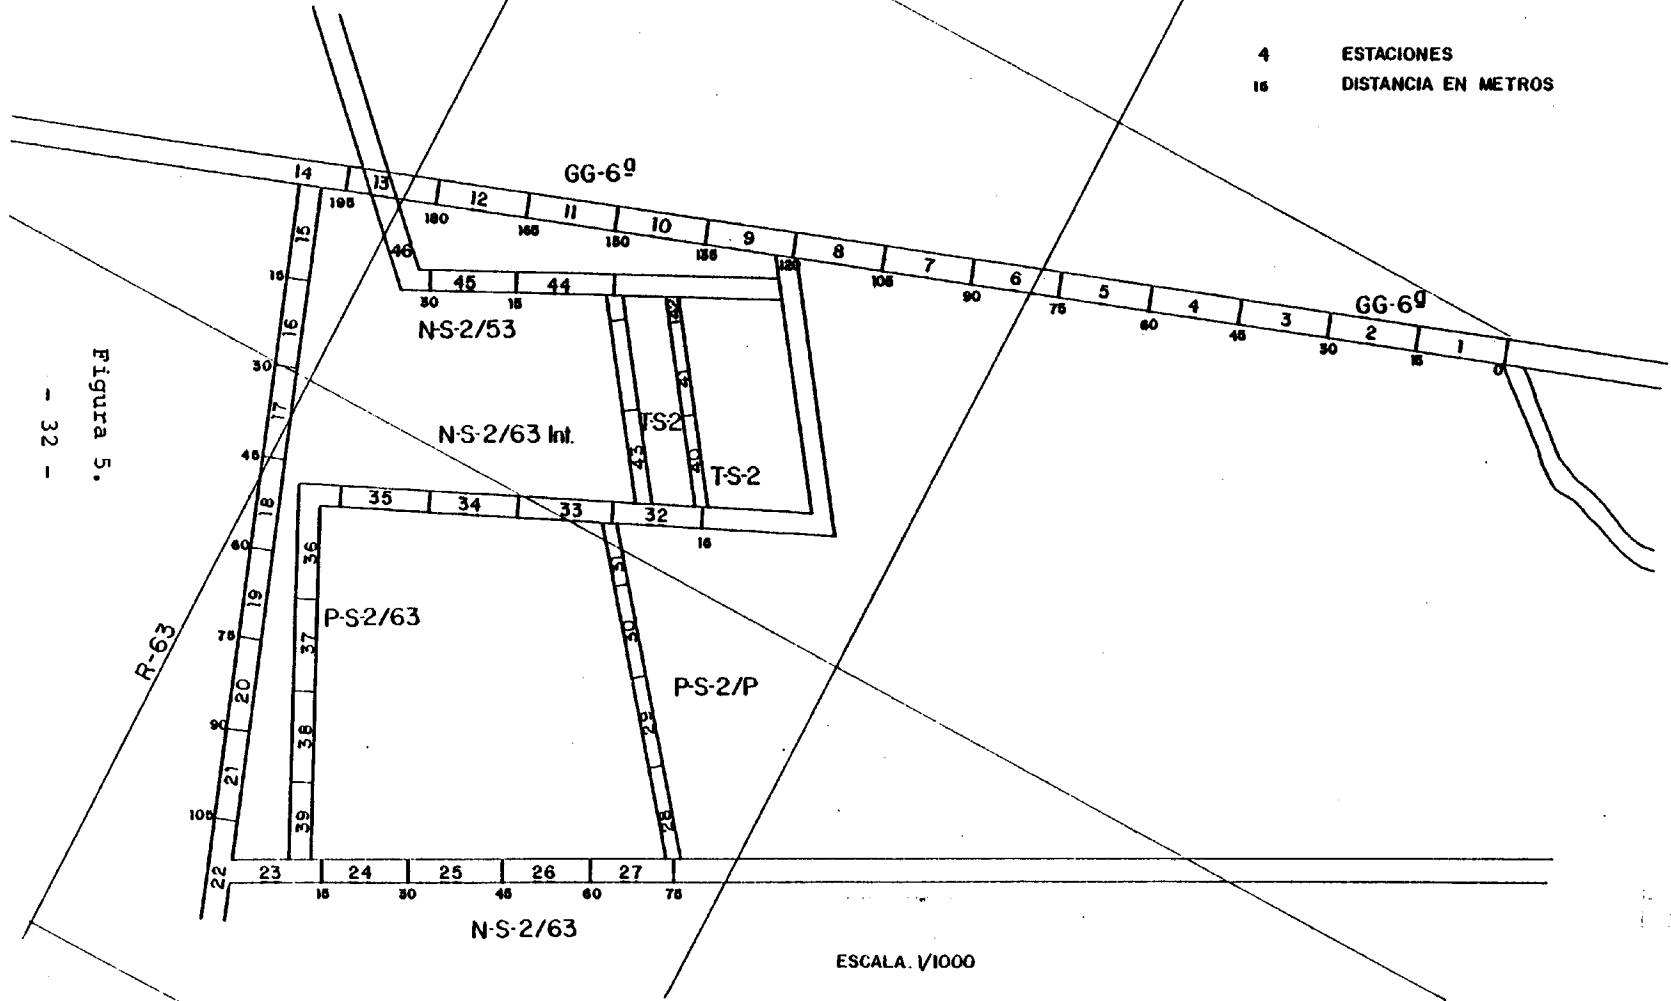 4 ESTACIONES
15 DISTANCIA EN METROS
GG-6ª
14 13 12 11 10 9 8 7 6 5 4 3 2 1
195 180 165 150 135 120 105 90 75 60 45 30 15 0
GG-6ª
46 45 44
30 15
N-S-2/53
15 16 17 18 19 20 21 22
15 30 45 60 75 90 105
42 41 40
43
T-S-2
T-S-2
N-S-2/63 Int.
35 34 33 32
15
36 37 38 39
P-S-2/63
31 30 29 28
P-S-2/P
R-63
23 24 25 26 27
15 30 45 60 75
N-S-2/63
ESCALA. 1/1000
Figura 5.
- 32 -